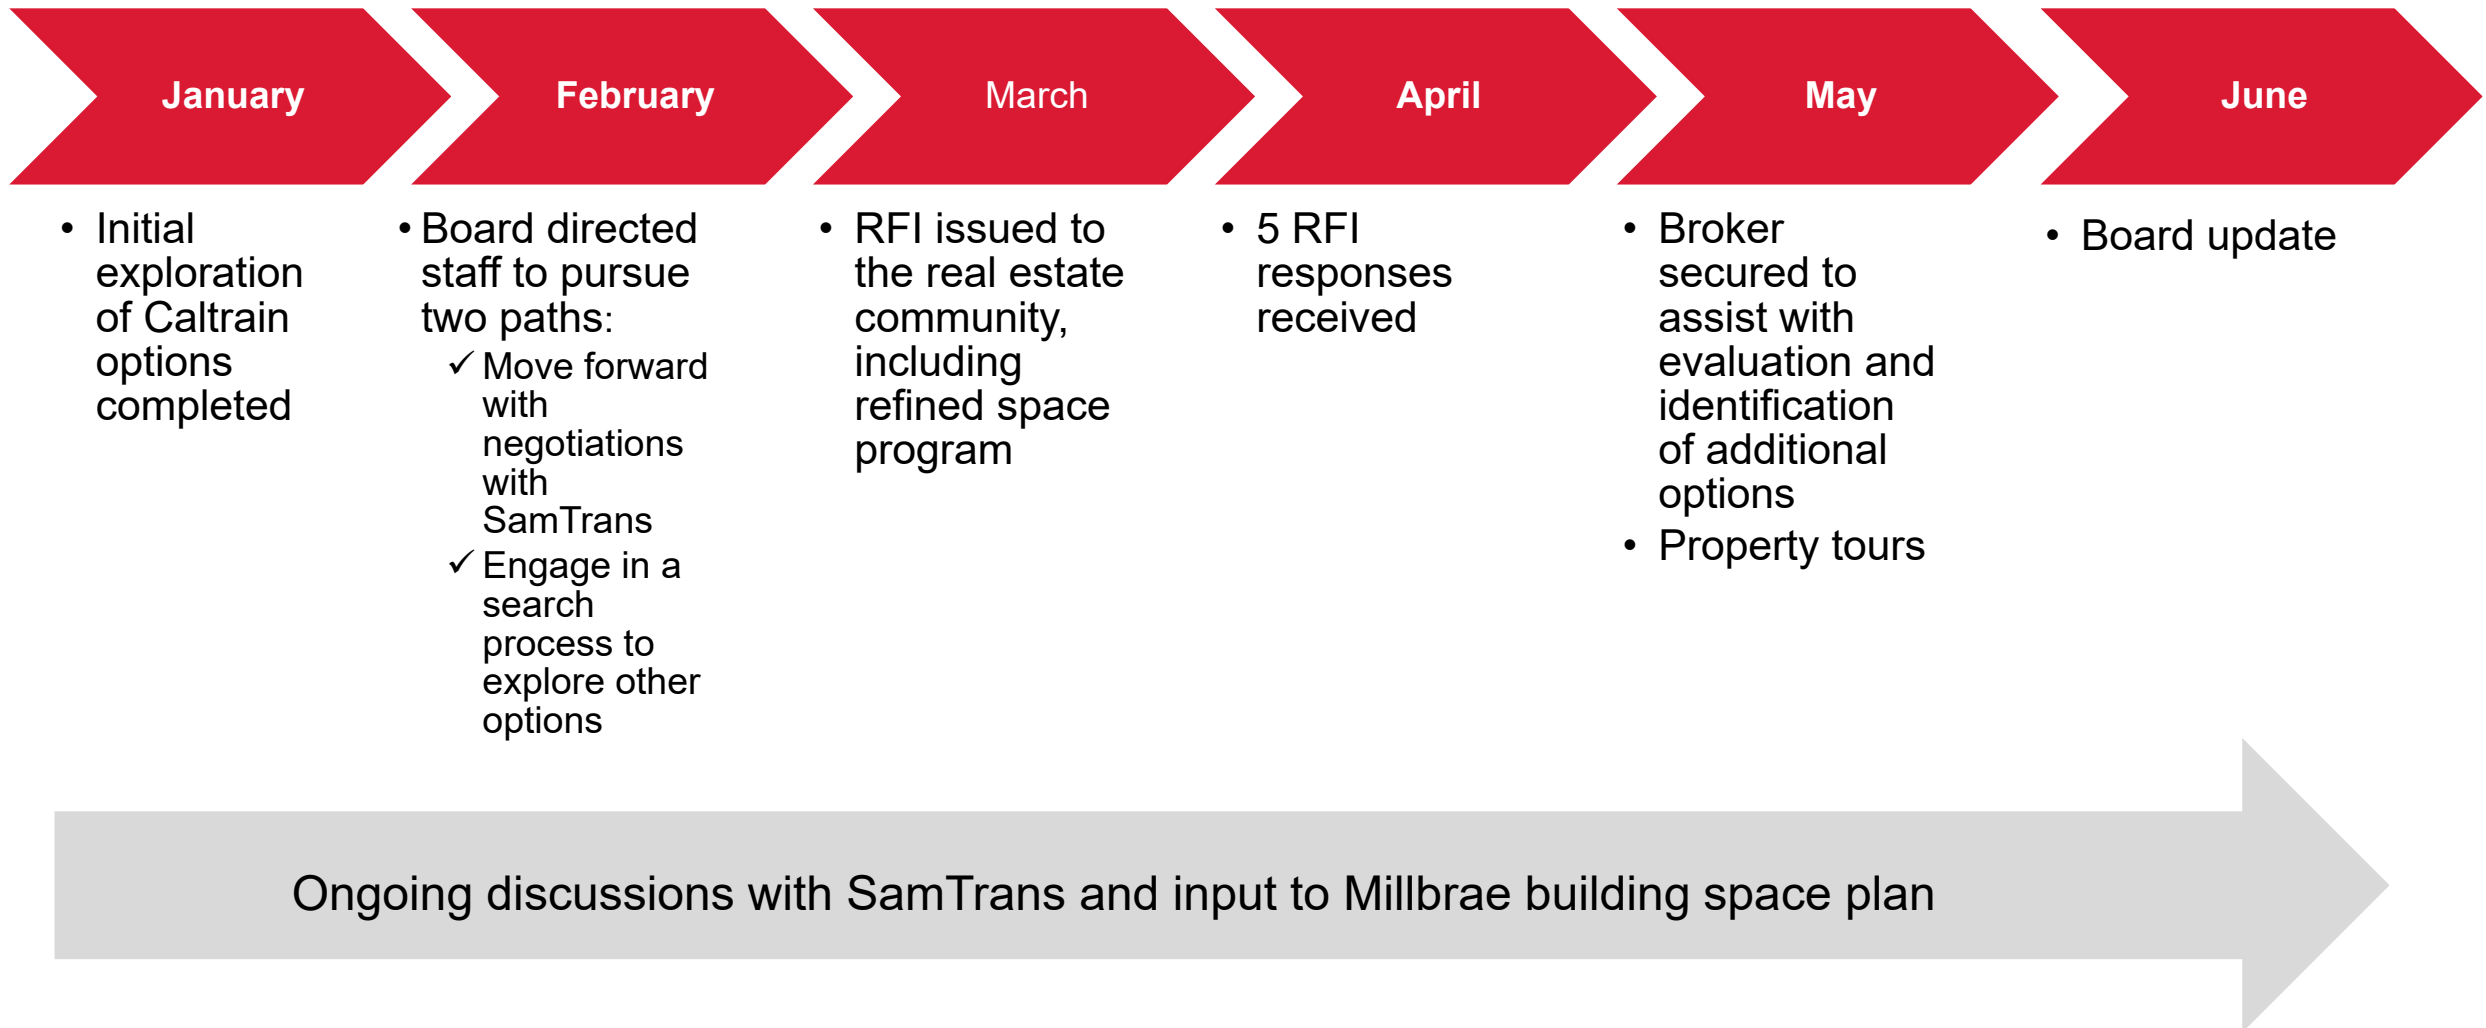 January
February
March
April
May
June
• Initial
exploration
of Caltrain
options
completed
• Board directed
staff to pursue
two paths:
✓ Move forward
with
negotiations
with
SamTrans
✓ Engage in a
search
process to
explore other
options
• RFI issued to
the real estate
community,
including
refined space
program
• 5 RFI
responses
received
• Broker
secured to
assist with
evaluation and
identification
of additional
options
• Property tours
• Board update
Ongoing discussions with SamTrans and input to Millbrae building space plan